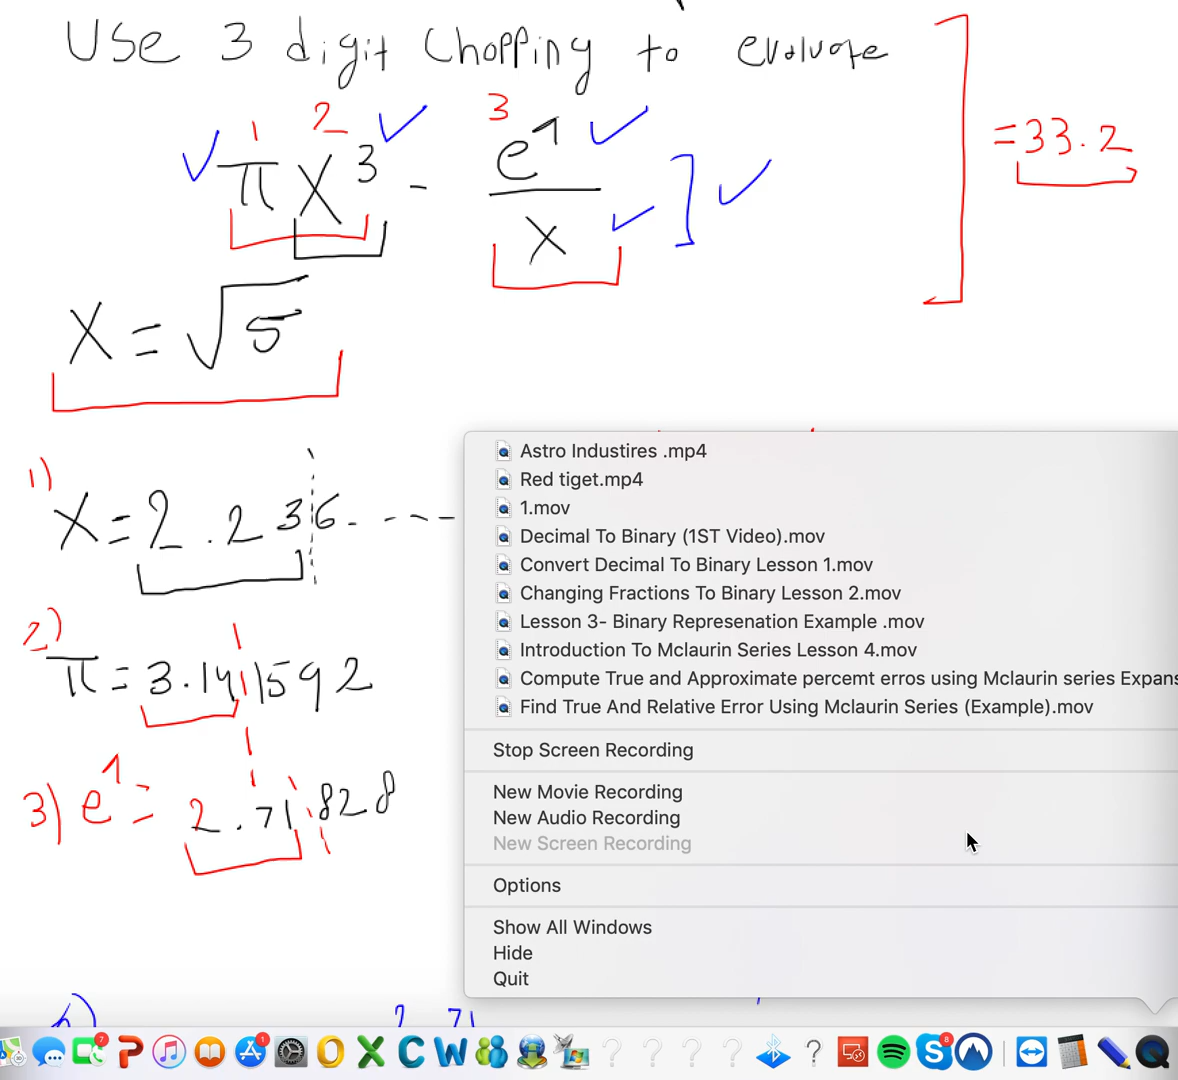 Use 3 digit Chopping to evaluate
1 2 3
π x³ - e¹/x
= 33.2
x = √5
1)
x = 2.236. ----
2)
π = 3.141592
3) e¹ = 2.71828
Astro Industires .mp4
Red tiget.mp4
1.mov
Decimal To Binary (1ST Video).mov
Convert Decimal To Binary Lesson 1.mov
Changing Fractions To Binary Lesson 2.mov
Lesson 3- Binary Represenation Example .mov
Introduction To Mclaurin Series Lesson 4.mov
Compute True and Approximate percemt erros using Mclaurin series Expans
Find True And Relative Error Using Mclaurin Series (Example).mov
Stop Screen Recording
New Movie Recording
New Audio Recording
New Screen Recording
Options
Show All Windows
Hide
Quit